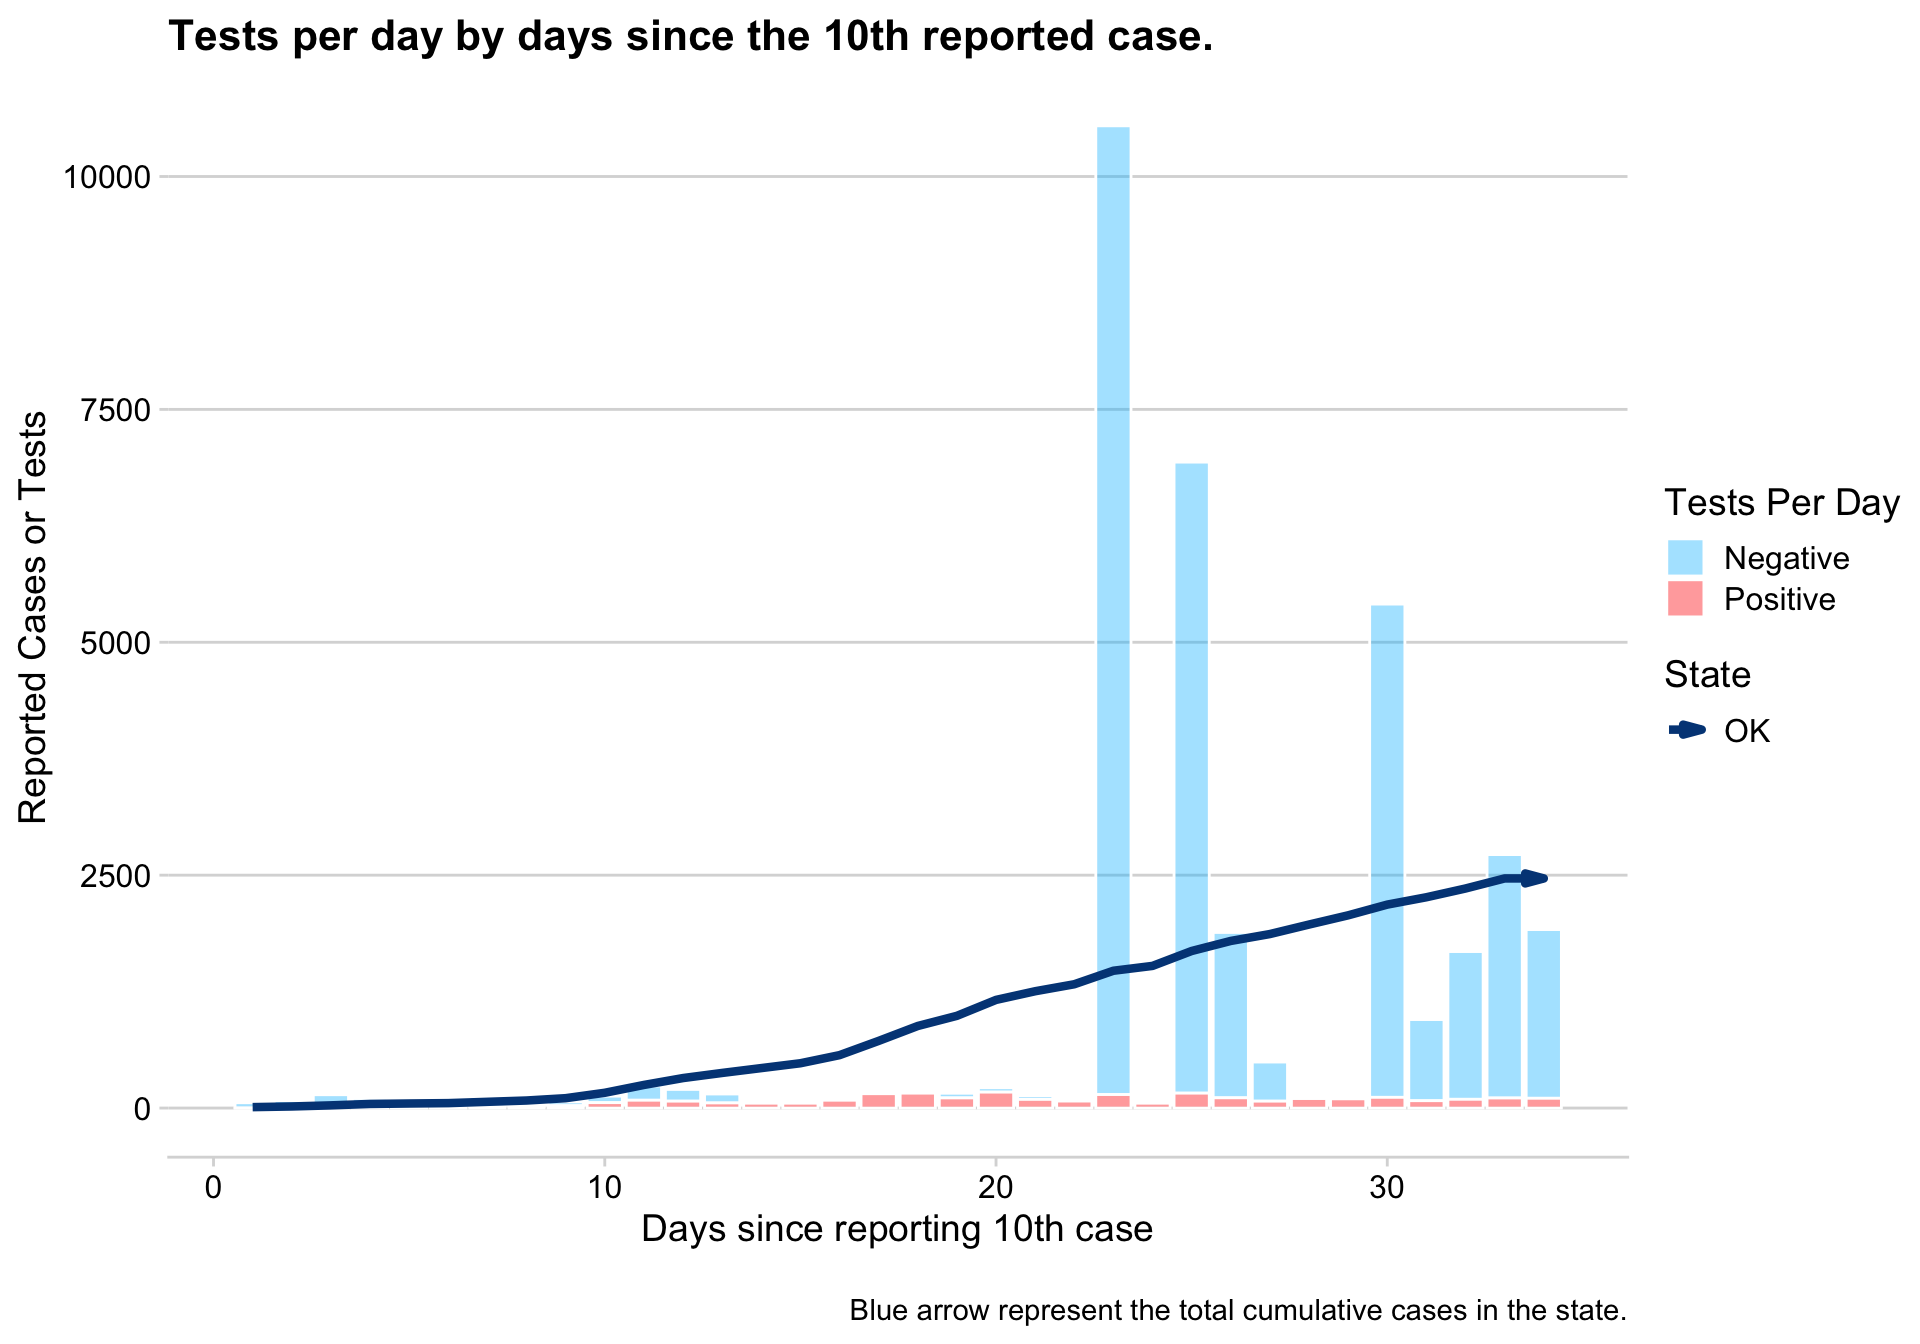 Tests per day by days since the 10th reported case.
10000
7500
5000
2500
0
Reported Cases or Tests
0 10 20 30
Days since reporting 10th case
Tests Per Day
Negative
Positive
State
OK
Blue arrow represent the total cumulative cases in the state.